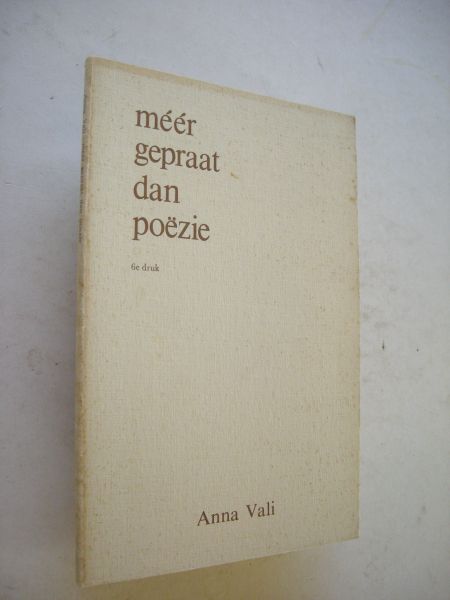 méér
gepraat
dan
poëzie
6e druk
Anna Vali